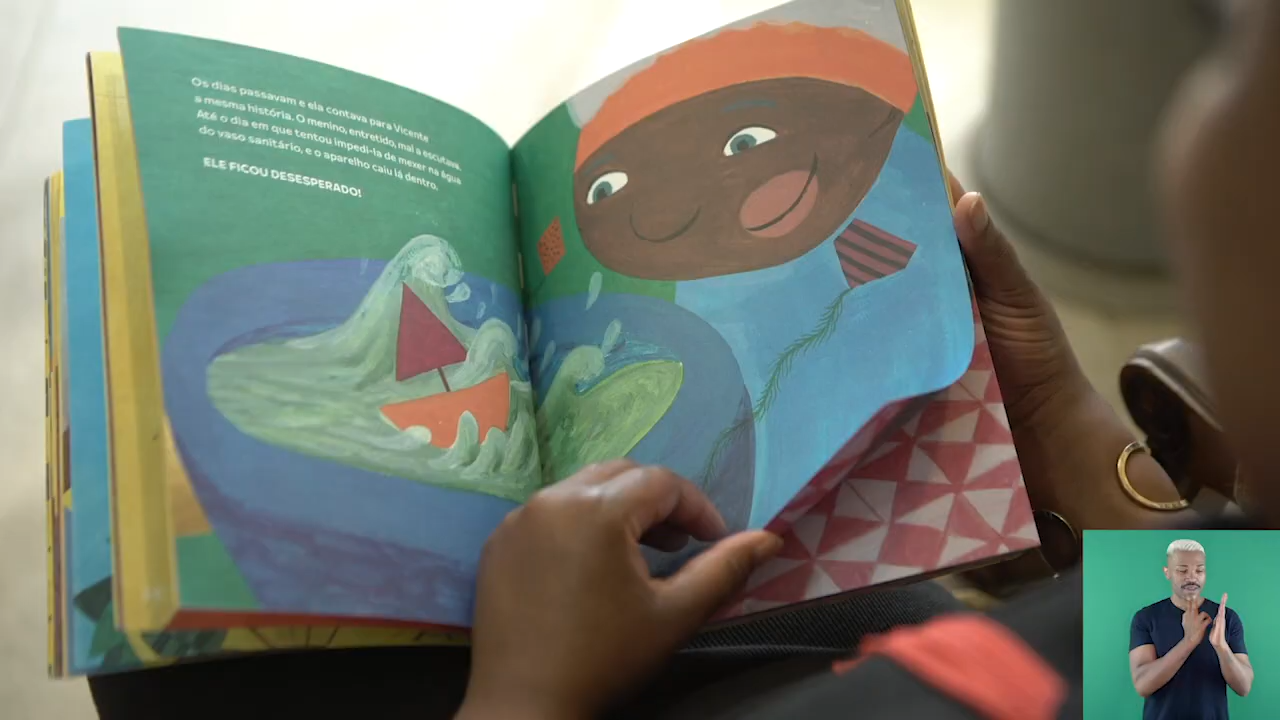 Os dias passavam e ela contava para Vicente
a mesma história. O menino, entretido, mal a escutava.
Até o dia em que tentou impedi-la de mexer na água
do vaso sanitário, e o aparelho caiu lá dentro.
ELE FICOU DESESPERADO!